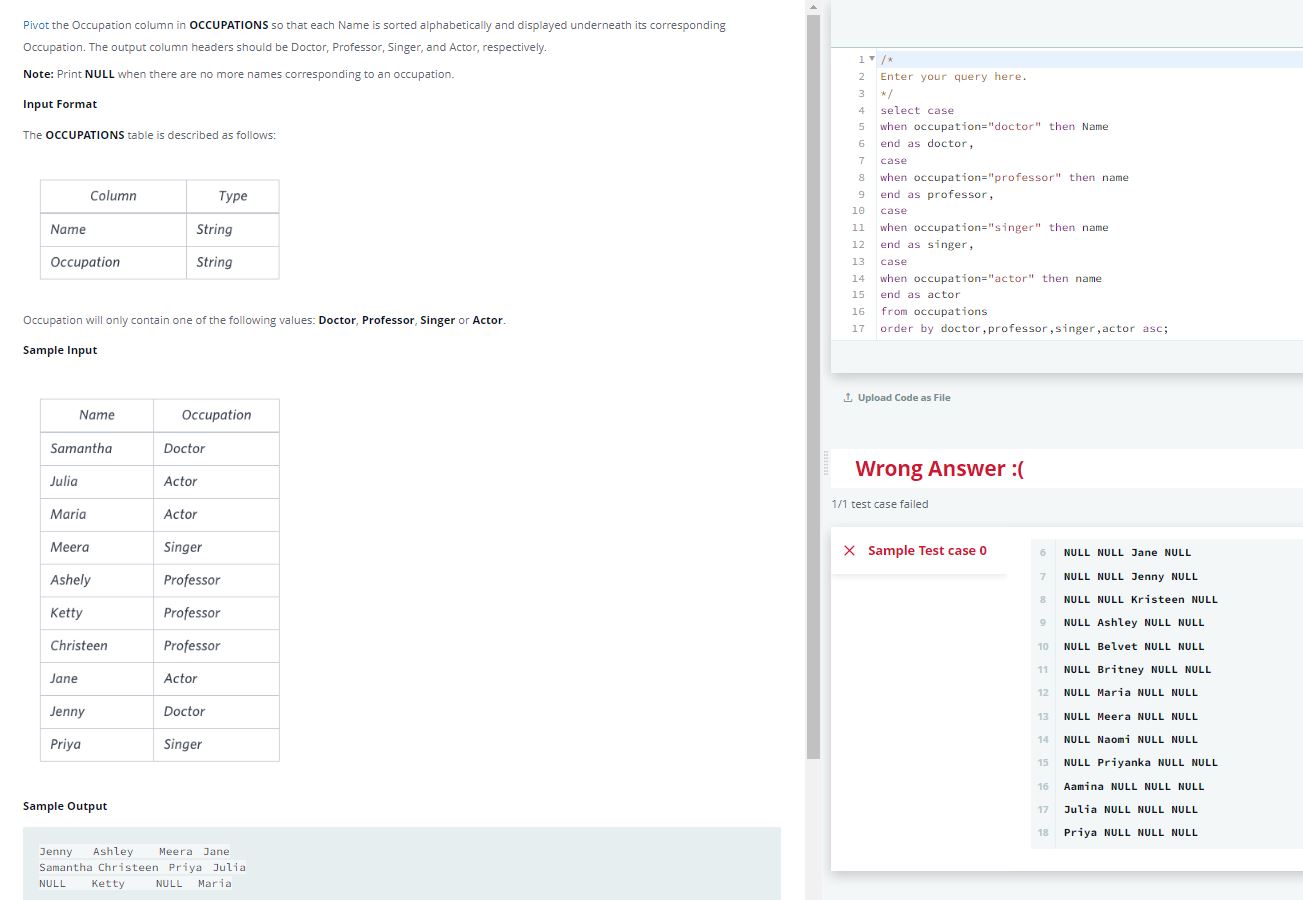 Pivot the Occupation column in OCCUPATIONS so that each Name is sorted alphabetically and displayed underneath its corresponding
Occupation. The output column headers should be Doctor, Professor, Singer, and Actor, respectively.
Note: Print NULL when there are no more names corresponding to an occupation.
Input Format
The OCCUPATIONS table is described as follows:
Column Type
Name String
Occupation String
Occupation will only contain one of the following values: Doctor, Professor, Singer or Actor.
Sample Input
Name Occupation
Samantha Doctor
Julia Actor
Maria Actor
Meera Singer
Ashely Professor
Ketty Professor
Christeen Professor
Jane Actor
Jenny Doctor
Priya Singer
Sample Output
Jenny Ashley Meera Jane
Samantha Christeen Priya Julia
NULL Ketty NULL Maria
1 /*
2 Enter your query here.
3 */
4 select case
5 when occupation="doctor" then Name
6 end as doctor,
7 case
8 when occupation="professor" then name
9 end as professor,
10 case
11 when occupation="singer" then name
12 end as singer,
13 case
14 when occupation="actor" then name
15 end as actor
16 from occupations
17 order by doctor,professor,singer,actor asc;
Upload Code as File
Wrong Answer :(
1/1 test case failed
Sample Test case 0
6 NULL NULL Jane NULL
7 NULL NULL Jenny NULL
8 NULL NULL Kristeen NULL
9 NULL Ashley NULL NULL
10 NULL Belvet NULL NULL
11 NULL Britney NULL NULL
12 NULL Maria NULL NULL
13 NULL Meera NULL NULL
14 NULL Naomi NULL NULL
15 NULL Priyanka NULL NULL
16 Aamina NULL NULL NULL
17 Julia NULL NULL NULL
18 Priya NULL NULL NULL